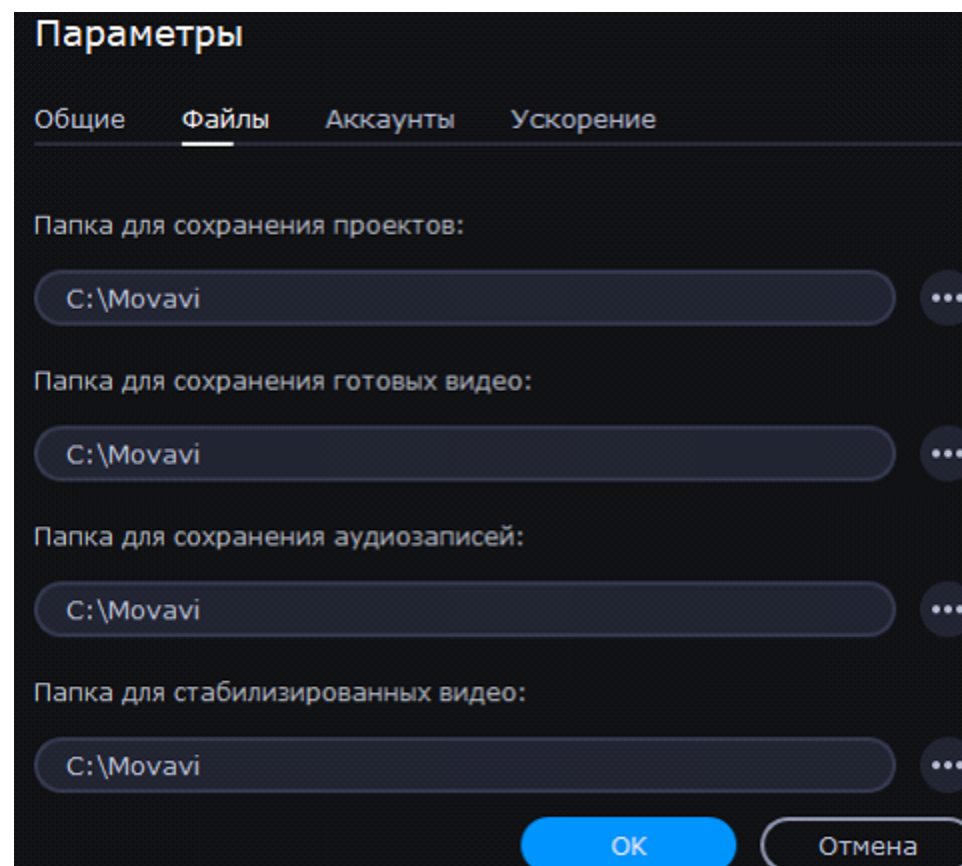 Параметры
Общие Файлы Аккаунты Ускорение
Папка для сохранения проектов:
C:\Movavi
Папка для сохранения готовых видео:
C:\Movavi
Папка для сохранения аудиозаписей:
C:\Movavi
Папка для стабилизированных видео:
C:\Movavi
OK Отмена